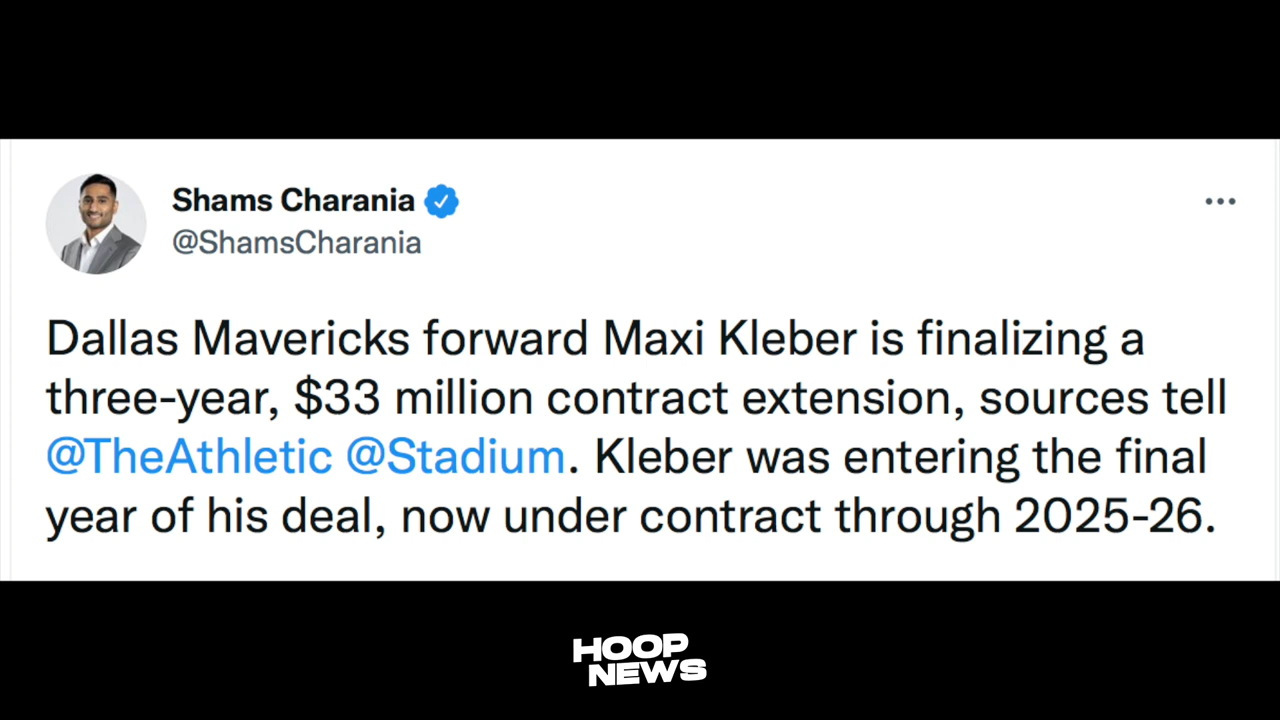 Shams Charania
@ShamsCharania
Dallas Mavericks forward Maxi Kleber is finalizing a
three-year, $33 million contract extension, sources tell
@TheAthletic @Stadium. Kleber was entering the final
year of his deal, now under contract through 2025-26.
HOOP
NEWS